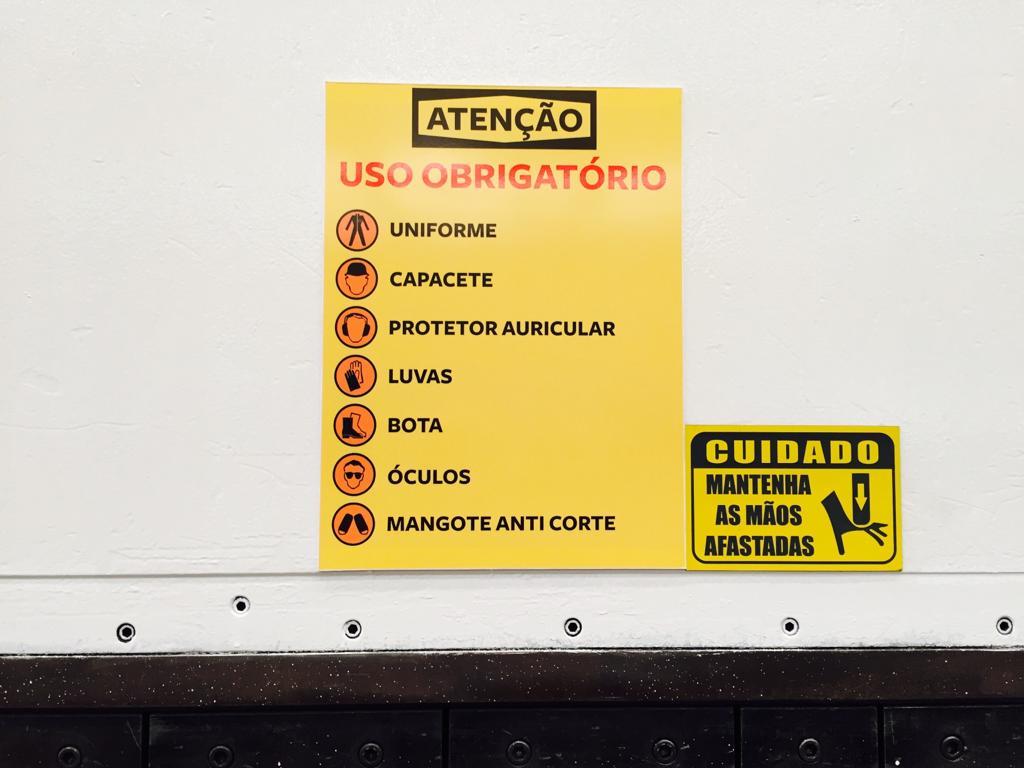 ATENÇÃO
USO OBRIGATÓRIO
UNIFORME
CAPACETE
PROTETOR AURICULAR
LUVAS
BOTA
ÓCULOS
MANGOTE ANTI CORTE
CUIDADO
MANTENHA
AS MÃOS
AFASTADAS